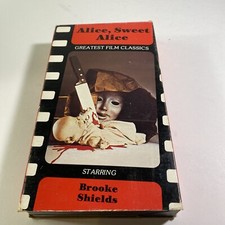 Alice, Sweet
Alice
GREATEST FILM CLASSICS
STARRING
Brooke
Shields